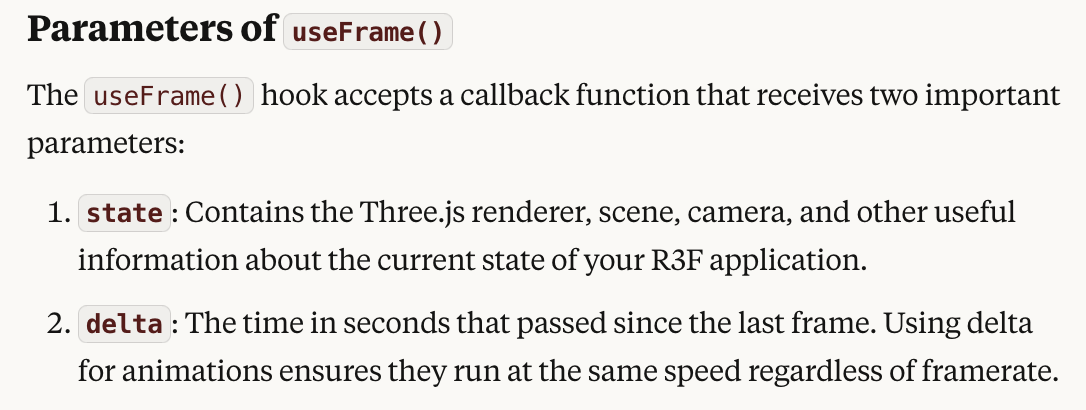 Parameters of useFrame()
The useFrame() hook accepts a callback function that receives two important
parameters:
1. state: Contains the Three.js renderer, scene, camera, and other useful
information about the current state of your R3F application.
2. delta: The time in seconds that passed since the last frame. Using delta
for animations ensures they run at the same speed regardless of framerate.